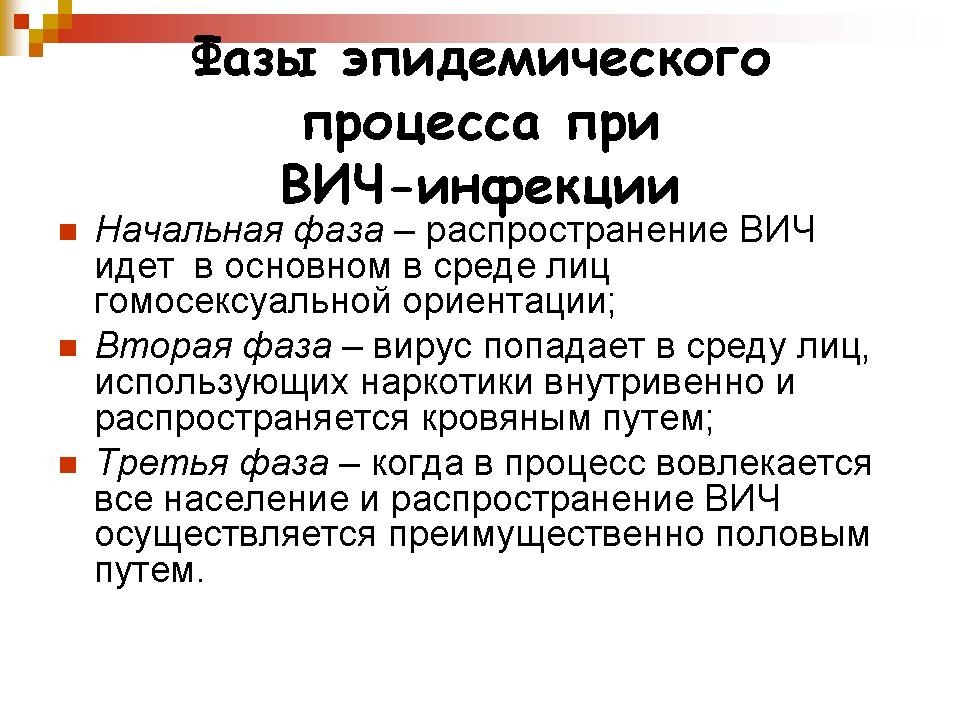 Фазы эпидемического
процесса при
ВИЧ-инфекции
Начальная фаза – распространение ВИЧ
идет  в основном в среде лиц
гомосексуальной ориентации;
Вторая фаза – вирус попадает в среду лиц,
использующих наркотики внутривенно и
распространяется кровяным путем;
Третья фаза – когда в процесс вовлекается
все население и распространение ВИЧ
осуществляется преимущественно половым
путем.